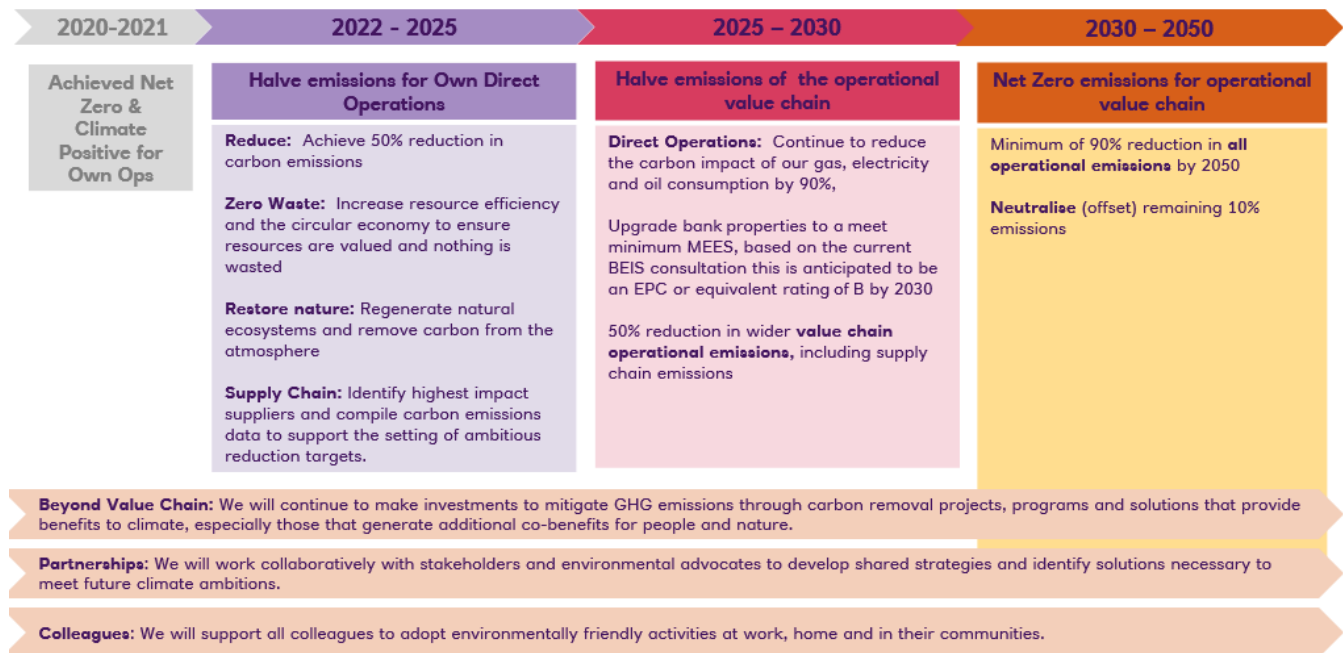 2020-2021
2022 - 2025
2025 – 2030
2030 – 2050
Achieved Net
Zero &
Climate
Positive for
Own Ops
Halve emissions for Own Direct
Operations
Reduce: Achieve 50% reduction in
carbon emissions
Zero Waste: Increase resource efficiency
and the circular economy to ensure
resources are valued and nothing is
wasted
Restore nature: Regenerate natural
ecosystems and remove carbon from the
atmosphere
Supply Chain: Identify highest impact
suppliers and compile carbon emissions
data to support the setting of ambitious
reduction targets.
Halve emissions of the operational
value chain
Direct Operations: Continue to reduce
the carbon impact of our gas, electricity
and oil consumption by 90%,
Upgrade bank properties to a meet
minimum MEES, based on the current
BEIS consultation this is anticipated to be
an EPC or equivalent rating of B by 2030
50% reduction in wider value chain
operational emissions, including supply
chain emissions
Net Zero emissions for operational
value chain
Minimum of 90% reduction in all
operational emissions by 2050
Neutralise (offset) remaining 10%
emissions
Beyond Value Chain: We will continue to make investments to mitigate GHG emissions through carbon removal projects, programs and solutions that provide
benefits to climate, especially those that generate additional co-benefits for people and nature.
Partnerships: We will work collaboratively with stakeholders and environmental advocates to develop shared strategies and identify solutions necessary to
meet future climate ambitions.
Colleagues: We will support all colleagues to adopt environmentally friendly activities at work, home and in their communities.